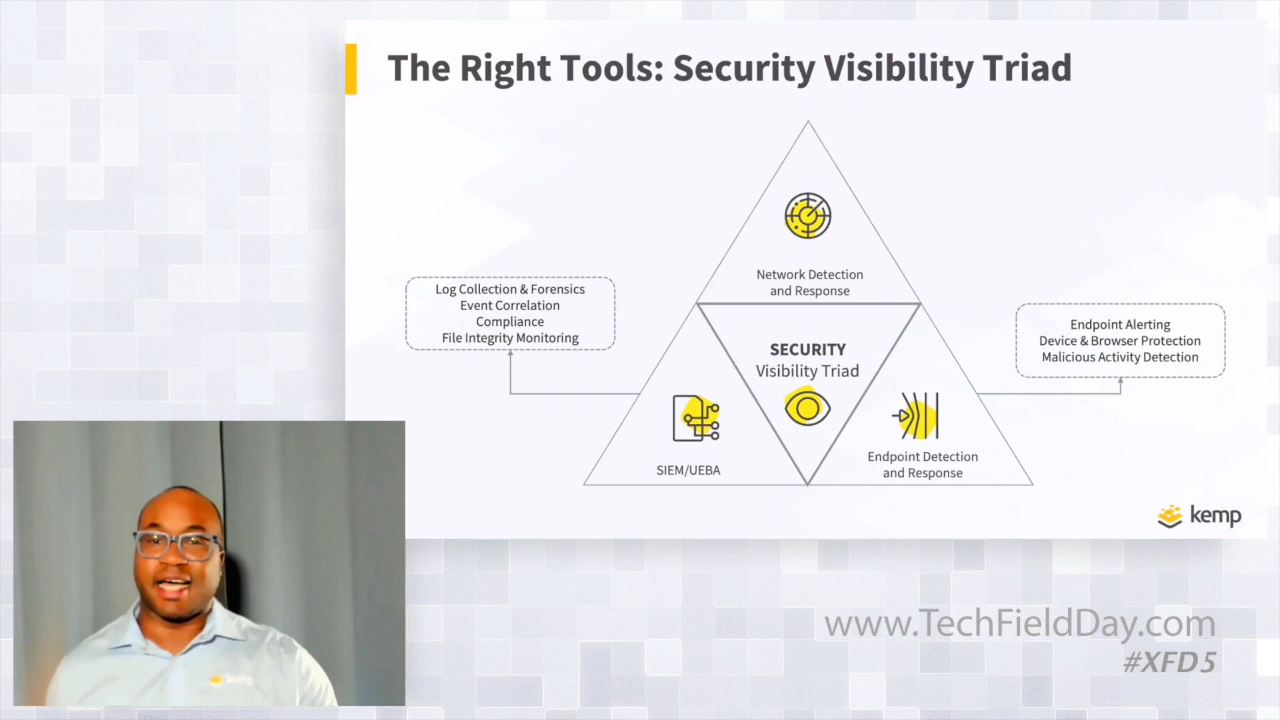 The Right Tools: Security Visibility Triad
Network Detection
and Response
Log Collection & Forensics
Event Correlation
Compliance
File Integrity Monitoring
Endpoint Alerting
Device & Browser Protection
Malicious Activity Detection
SECURITY
Visibility Triad
SIEM/UEBA
Endpoint Detection
and Response
kemp
kemp
www.TechFieldDay.com
#XFD5